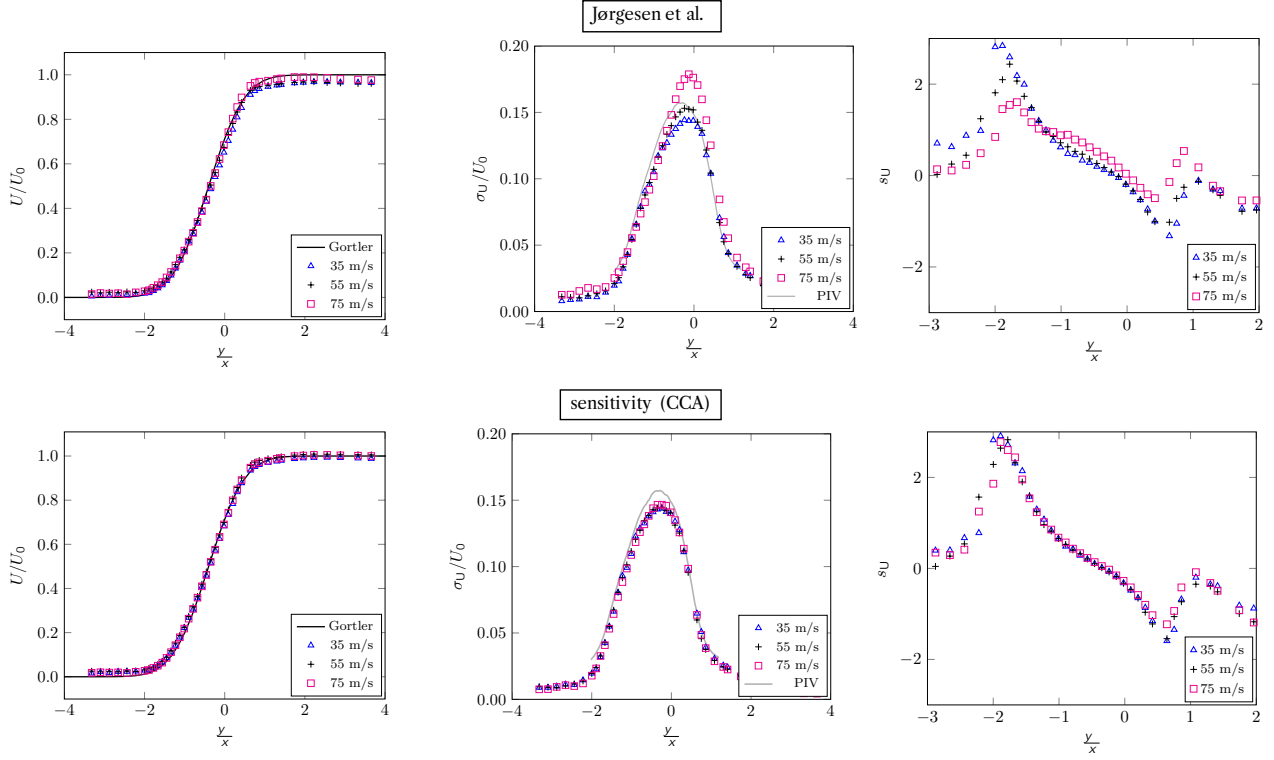 Jørgesen et al.
1.0
0.8
0.6
0.4
0.2
0.0
U/U0
−4
−2
0
2
4
y
x
Gortler
35 m/s
55 m/s
75 m/s
0.20
0.15
0.10
0.05
0.00
σU/U0
−4
−2
0
2
4
y
x
35 m/s
55 m/s
75 m/s
PIV
2
0
−2
sU
−3
−2
−1
0
1
2
y
x
35 m/s
55 m/s
75 m/s
sensitivity (CCA)
1.0
0.8
0.6
0.4
0.2
0.0
U/U0
−4
−2
0
2
4
y
x
Gortler
35 m/s
55 m/s
75 m/s
0.20
0.15
0.10
0.05
0.00
σU/U0
−4
−2
0
2
4
y
x
35 m/s
55 m/s
75 m/s
PIV
2
0
−2
sU
−3
−2
−1
0
1
2
y
x
35 m/s
55 m/s
75 m/s